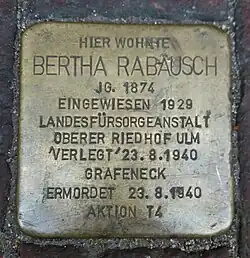 HIER WOHNTE
BERTHA RABAUSCH
JG. 1874
EINGEWIESEN 1929
LANDESFÜRSORGEANSTALT
OBERER RIEDHOF ULM
'VERLEGT' 23.8.1940
GRAFENECK
ERMORDET 23.8.1940
AKTION T4